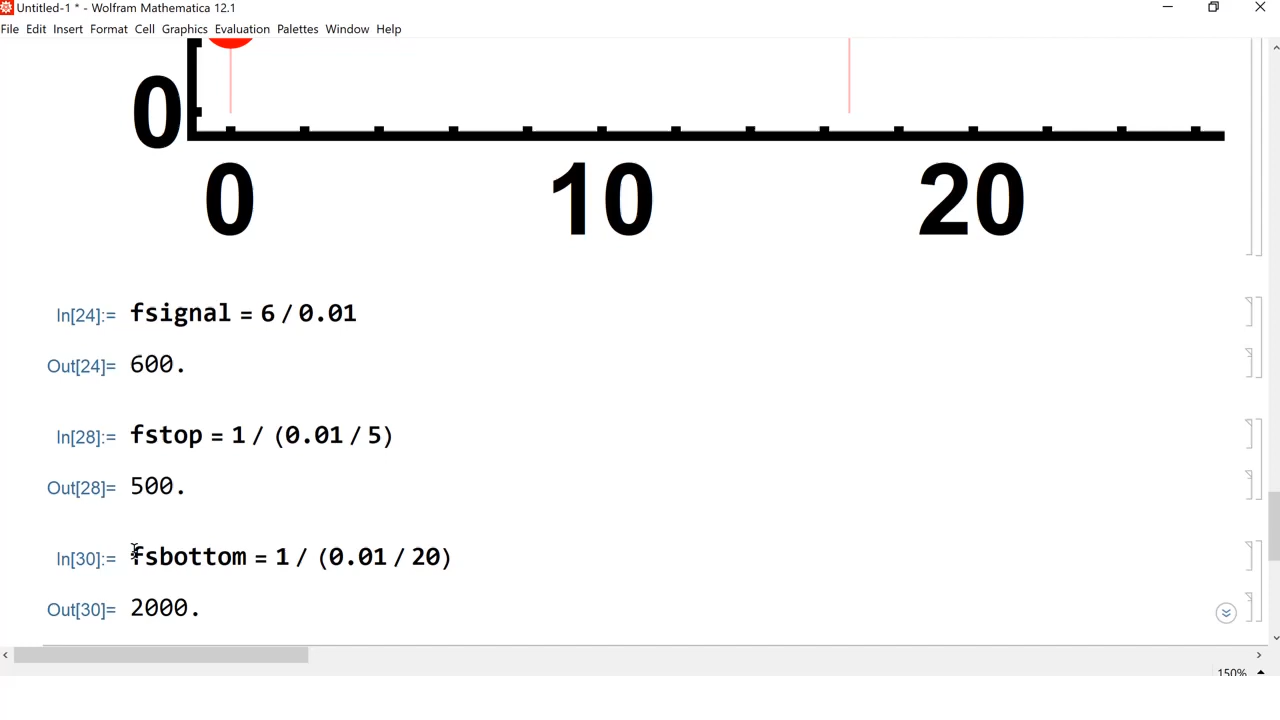 Untitled-1 * - Wolfram Mathematica 12.1
File Edit Insert Format Cell Graphics Evaluation Palettes Window Help
0
0 10 20
In[24]:= fsignal = 6 / 0.01
Out[24]= 600.
In[28]:= fstop = 1 / (0.01 / 5)
Out[28]= 500.
In[30]:= fsbottom = 1 / (0.01 / 20)
Out[30]= 2000.
150%